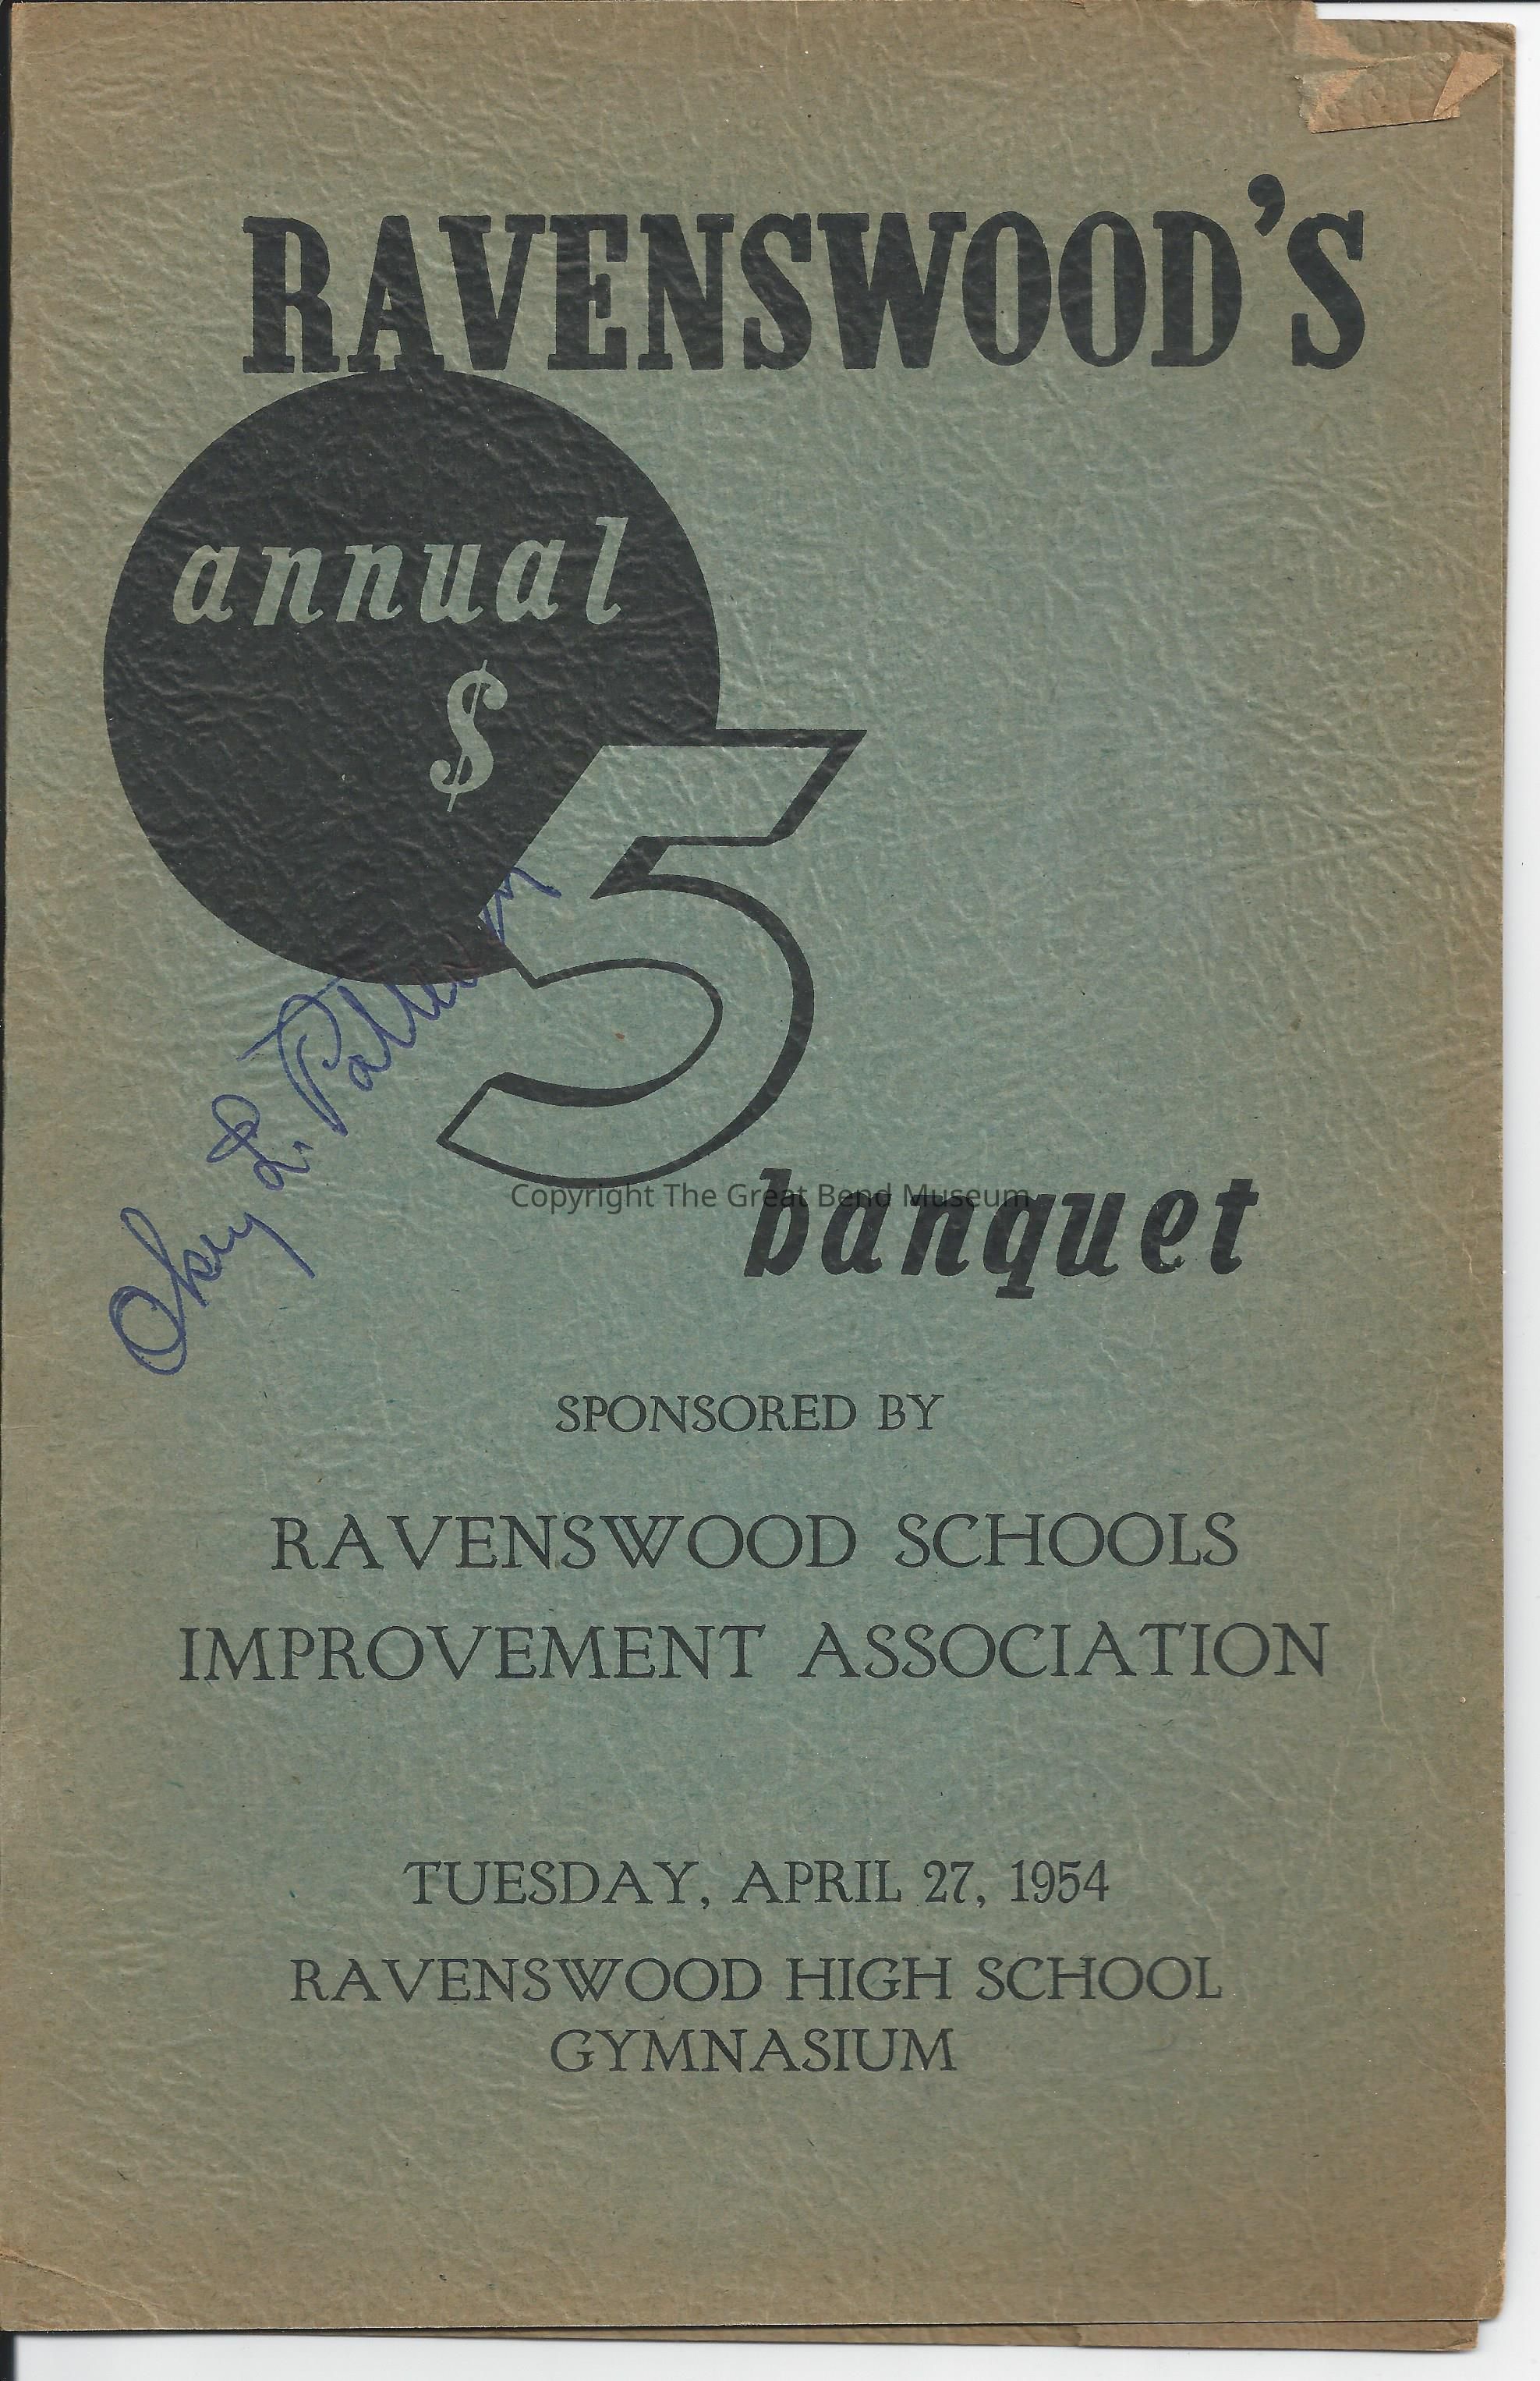 RAVENSWOOD'S
annual
$
5
banquet
Okey L.
Copyright The Great Bend Museum
SPONSORED BY
RAVENSWOOD SCHOOLS
IMPROVEMENT ASSOCIATION
TUESDAY, APRIL 27, 1954
RAVENSWOOD HIGH SCHOOL
GYMNASIUM